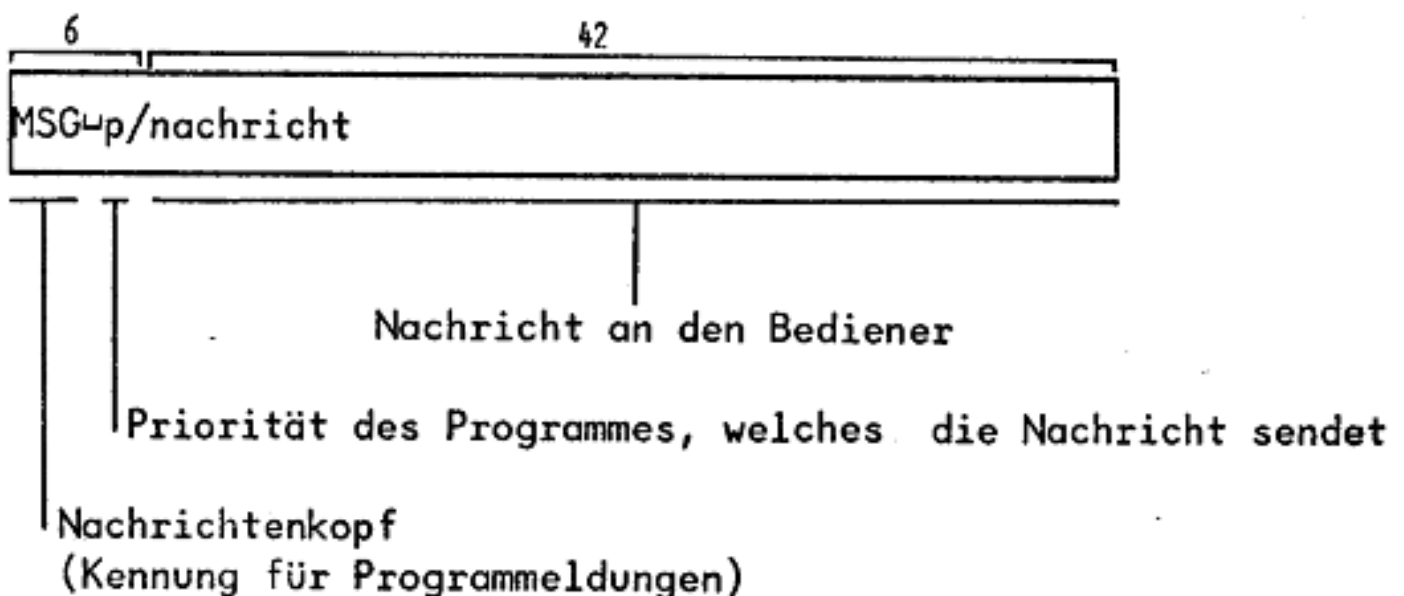 6 42
MSG␣p/nachricht
Nachricht an den Bediener
Priorität des Programmes, welches die Nachricht sendet
Nachrichtenkopf
(Kennung für Programmeldungen)